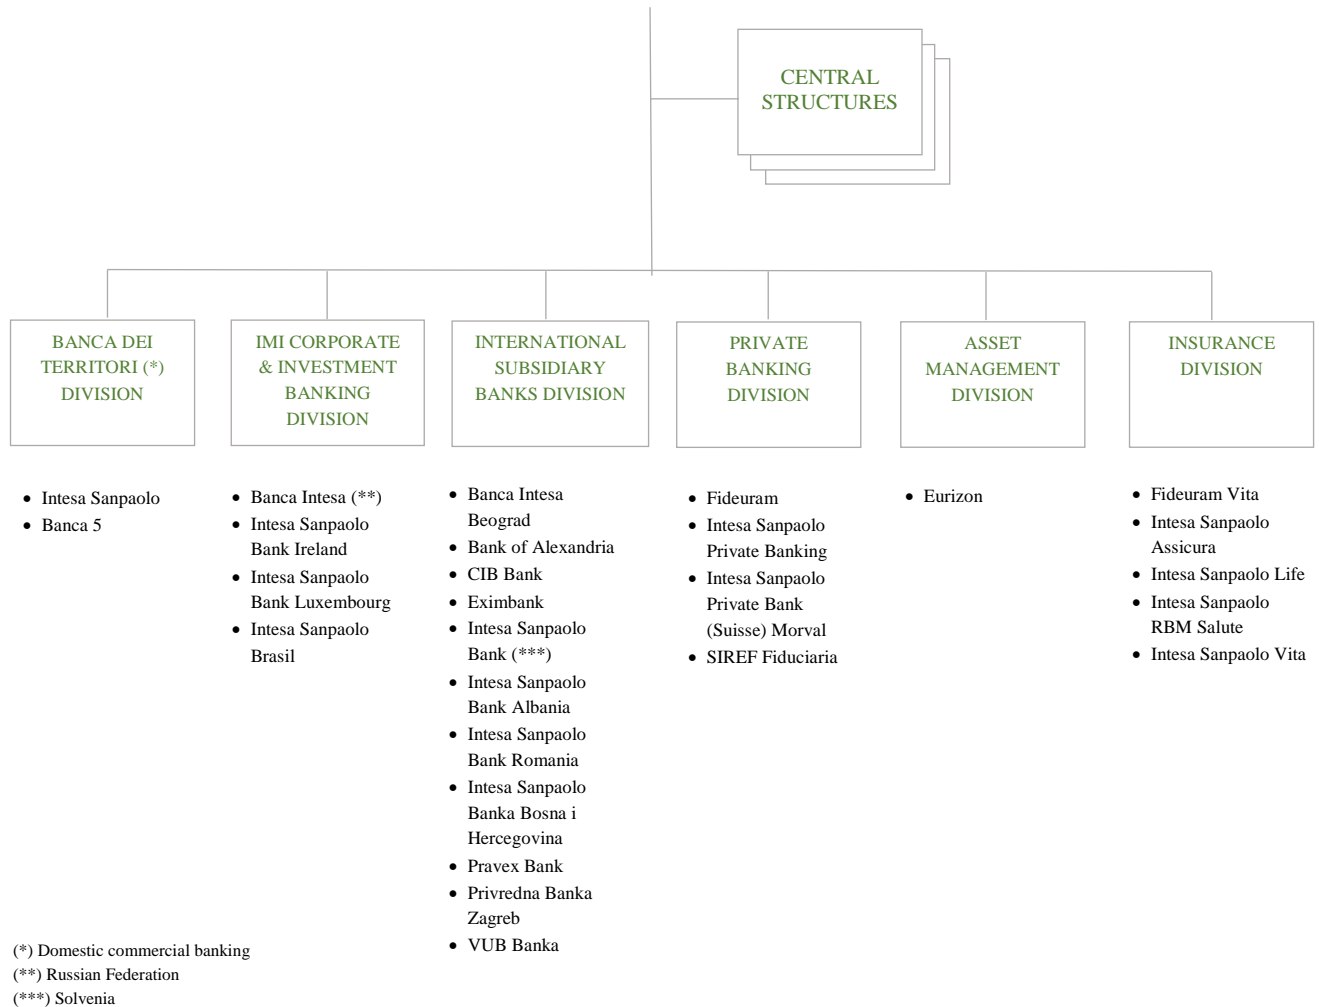 CENTRAL
STRUCTURES
BANCA DEI
TERRITORI (*)
DIVISION
IMI CORPORATE
& INVESTMENT
BANKING
DIVISION
INTERNATIONAL
SUBSIDIARY
BANKS DIVISION
PRIVATE
BANKING
DIVISION
ASSET
MANAGEMENT
DIVISION
INSURANCE
DIVISION
• Intesa Sanpaolo
• Banca 5
• Banca Intesa (**)
• Intesa Sanpaolo
Bank Ireland
• Intesa Sanpaolo
Bank Luxembourg
• Intesa Sanpaolo
Brasil
• Banca Intesa
Beograd
• Bank of Alexandria
• CIB Bank
• Eximbank
• Intesa Sanpaolo
Bank (***)
• Intesa Sanpaolo
Bank Albania
• Intesa Sanpaolo
Bank Romania
• Intesa Sanpaolo
Banka Bosna i
Hercegovina
• Pravex Bank
• Privredna Banka
Zagreb
• VUB Banka
• Fideuram
• Intesa Sanpaolo
Private Banking
• Intesa Sanpaolo
Private Bank
(Suisse) Morval
• SIREF Fiduciaria
• Eurizon
• Fideuram Vita
• Intesa Sanpaolo
Assicura
• Intesa Sanpaolo Life
• Intesa Sanpaolo
RBM Salute
• Intesa Sanpaolo Vita
(*) Domestic commercial banking
(**) Russian Federation
(***) Solvenia